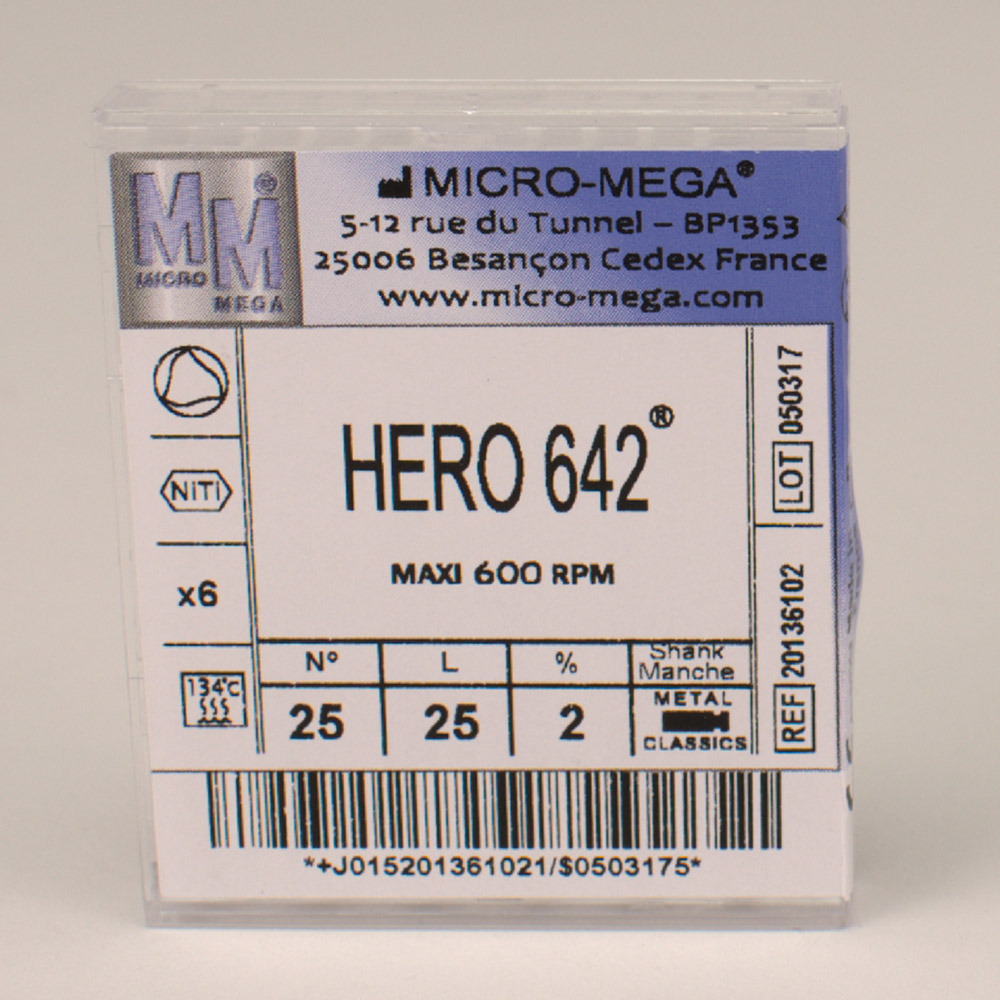 MM®
MICRO
MEGA
MICRO-MEGA®
5-12 rue du Tunnel – BP1353
25006 Besançon Cedex France
www.micro-mega.com
NiTi
x6
134°C
HERO 642®
MAXI 600 RPM
N° L % Shank
Manche
25 25 2 METAL
CLASSICS
LOT 050317
REF 20136102
*+J015201361021/$0503175*